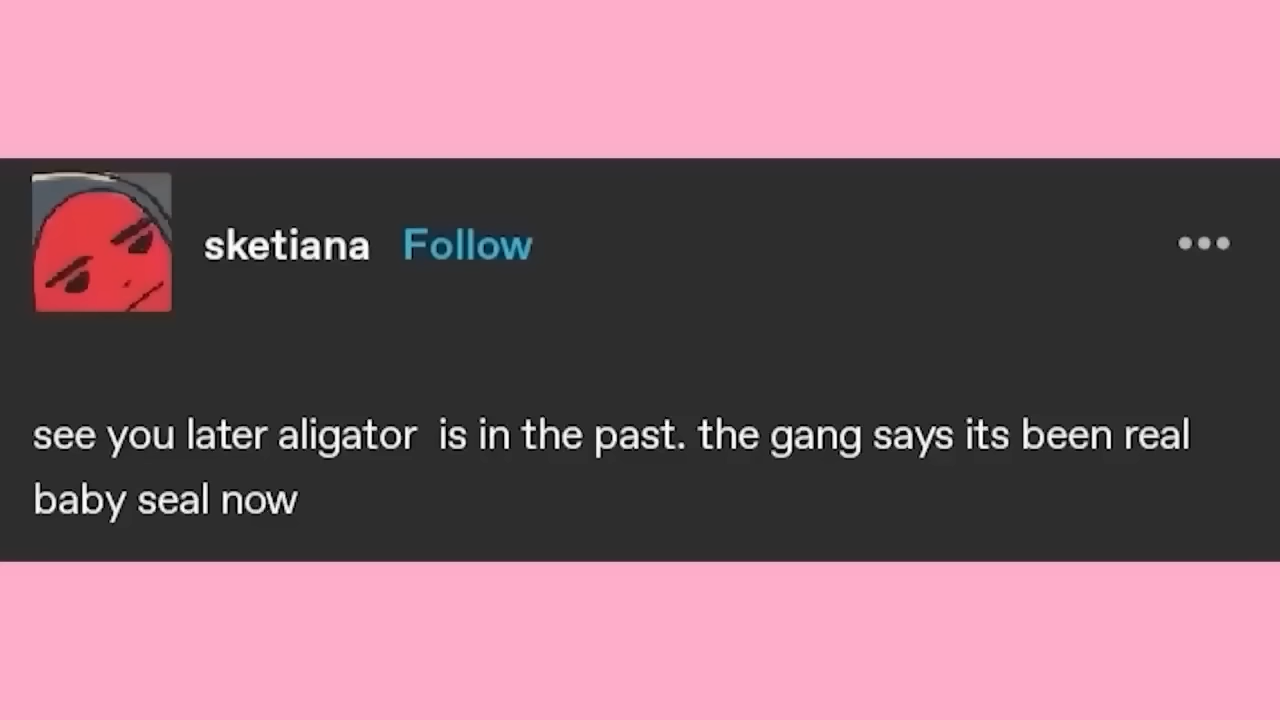 sketiana Follow
see you later aligator  is in the past. the gang says its been real
baby seal now